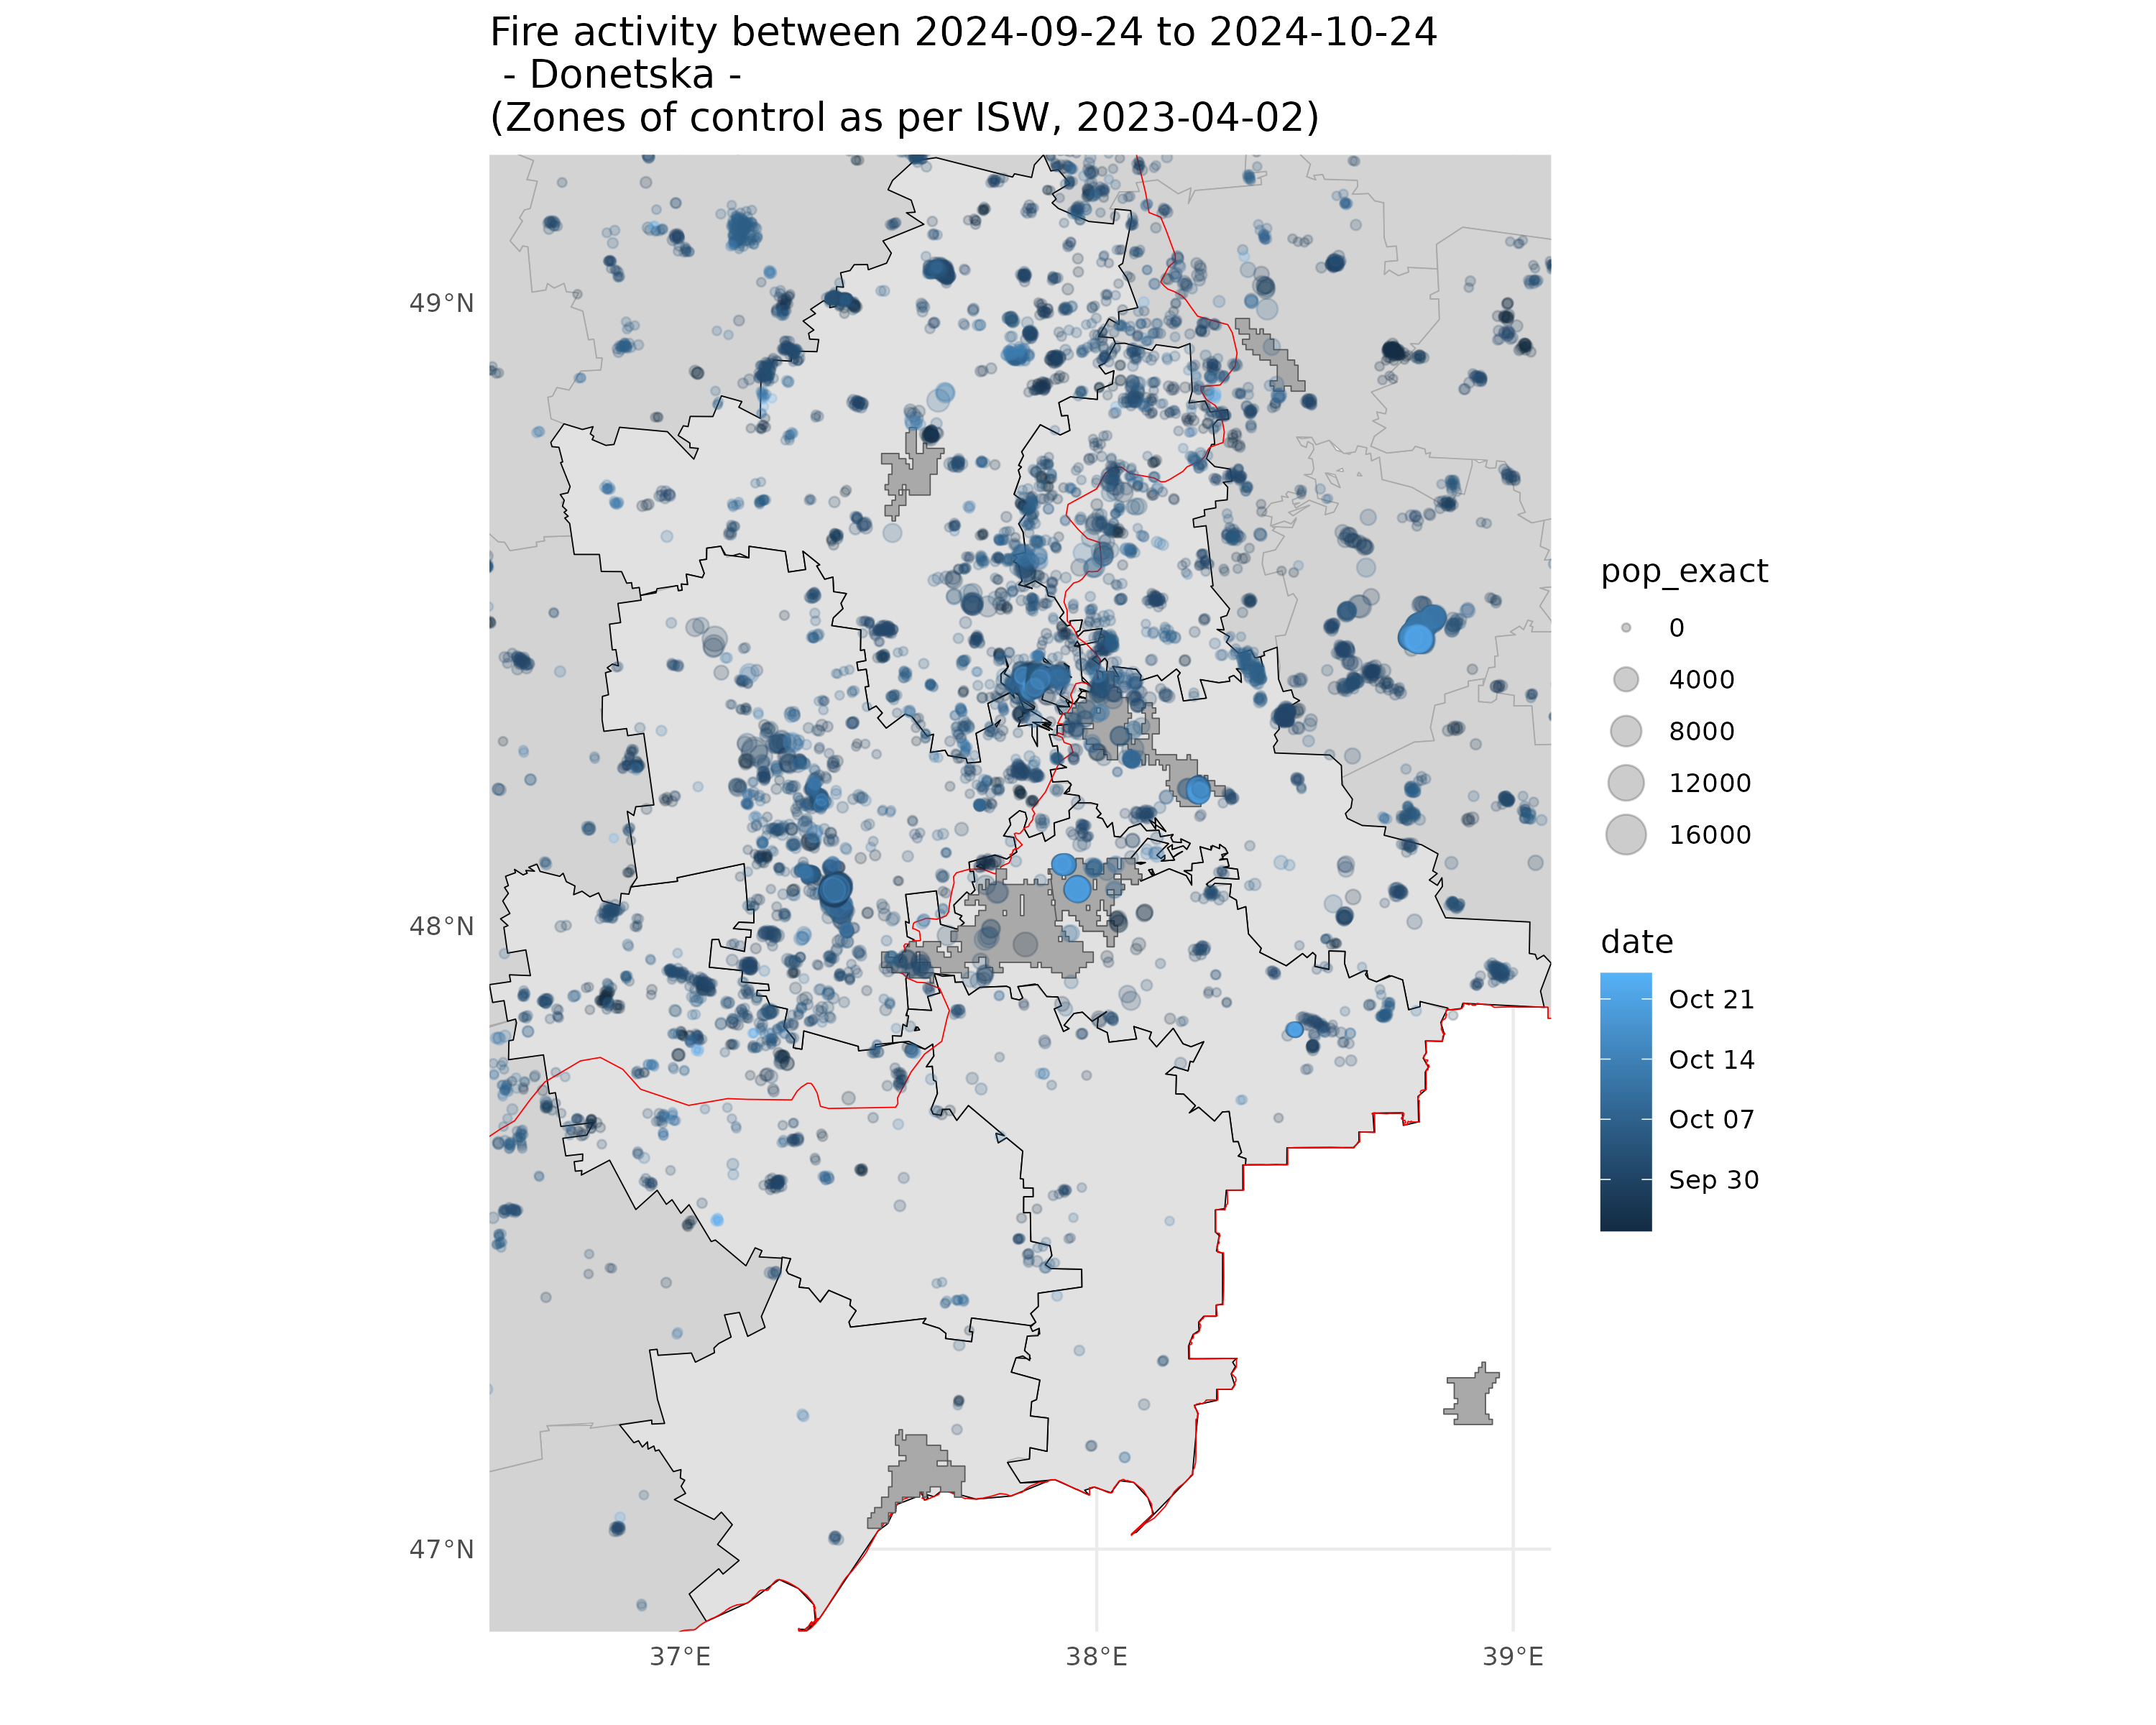 Fire activity between 2024-09-24 to 2024-10-24
- Donetska -
(Zones of control as per ISW, 2023-04-02)
49°N
48°N
47°N
37°E
38°E
39°E
pop_exact
0
4000
8000
12000
16000
date
Oct 21
Oct 14
Oct 07
Sep 30